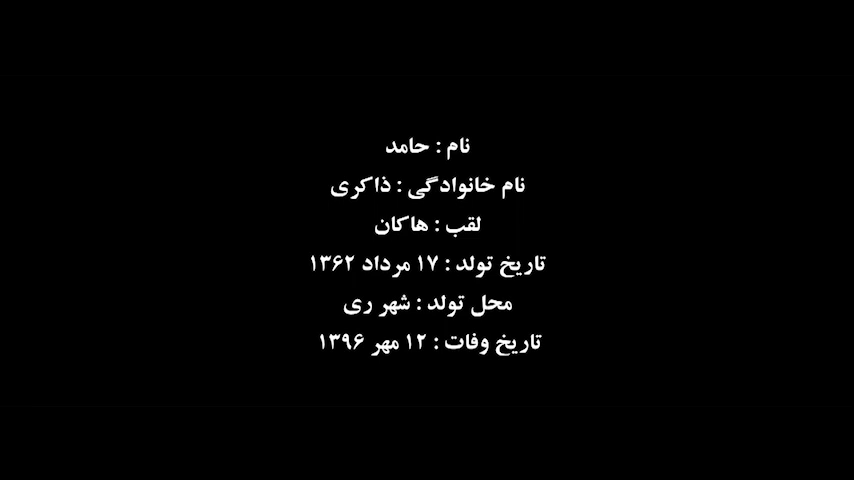 نام : حامد
نام خانوادگی : ذاکری
لقب : هاکان
تاریخ تولد : ۱۷ مرداد ۱۳۶۲
محل تولد : شهر ری
تاریخ وفات : ۱۲ مهر ۱۳۹۶